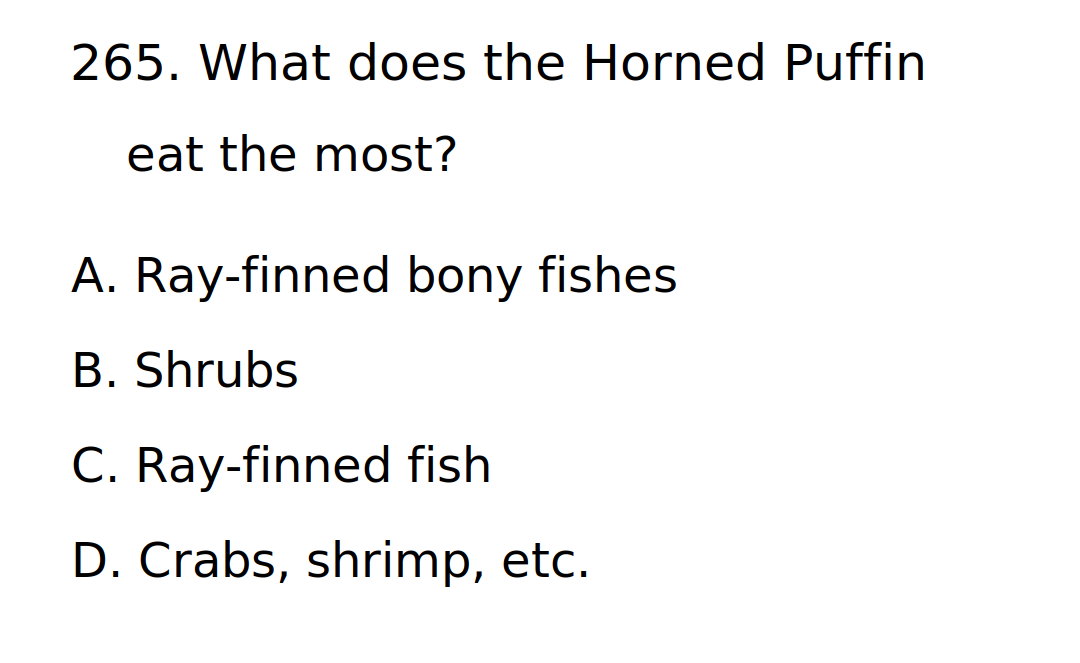 265. What does the Horned Puffin
eat the most?
A. Ray-finned bony fishes
B. Shrubs
C. Ray-finned fish
D. Crabs, shrimp, etc.